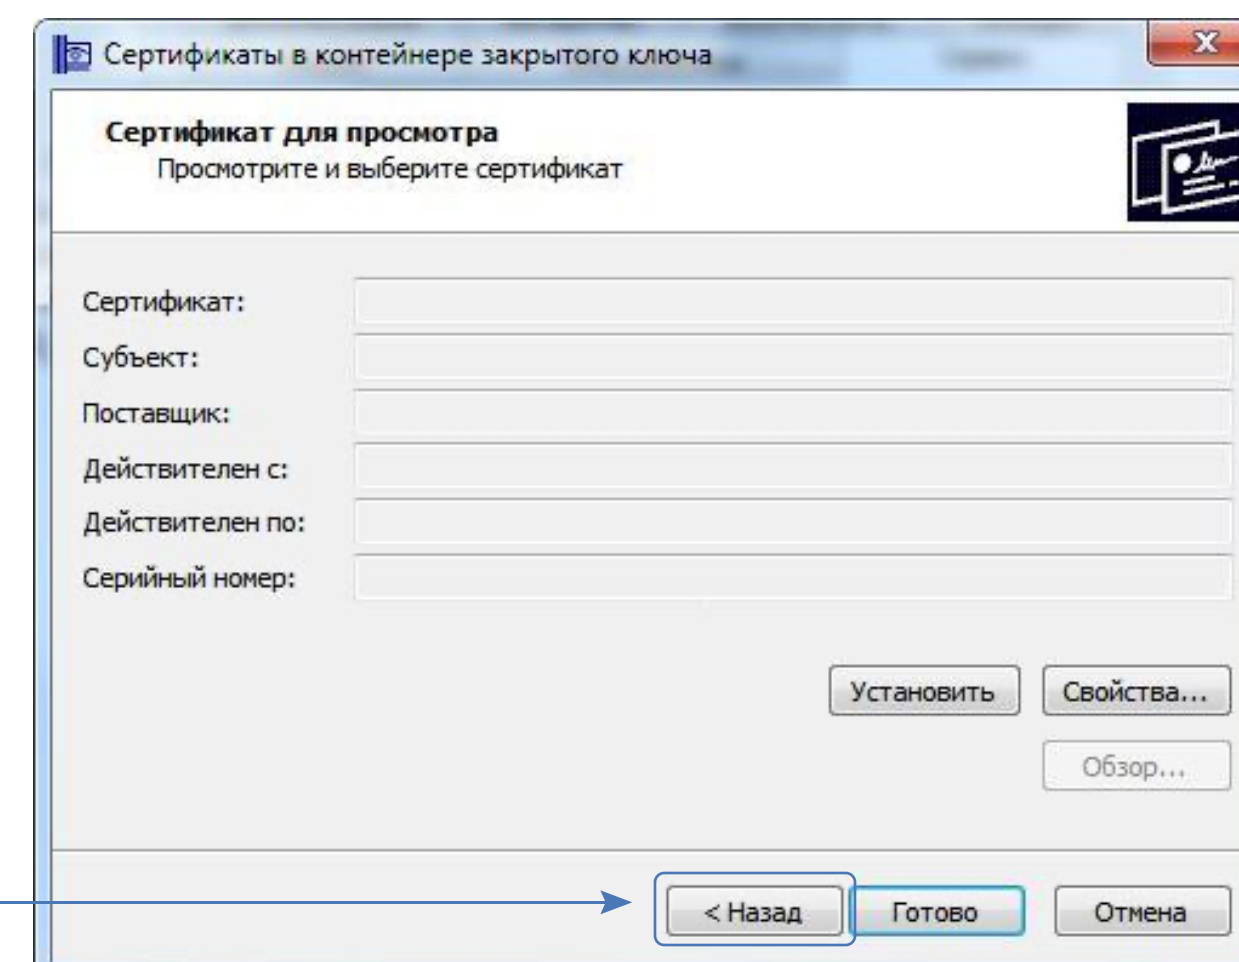 Сертификаты в контейнере закрытого ключа
Сертификат для просмотра
Просмотрите и выберите сертификат
Сертификат:
Субъект:
Поставщик:
Действителен с:
Действителен по:
Серийный номер:
Установить
Свойства...
Обзор...
< Назад
Готово
Отмена